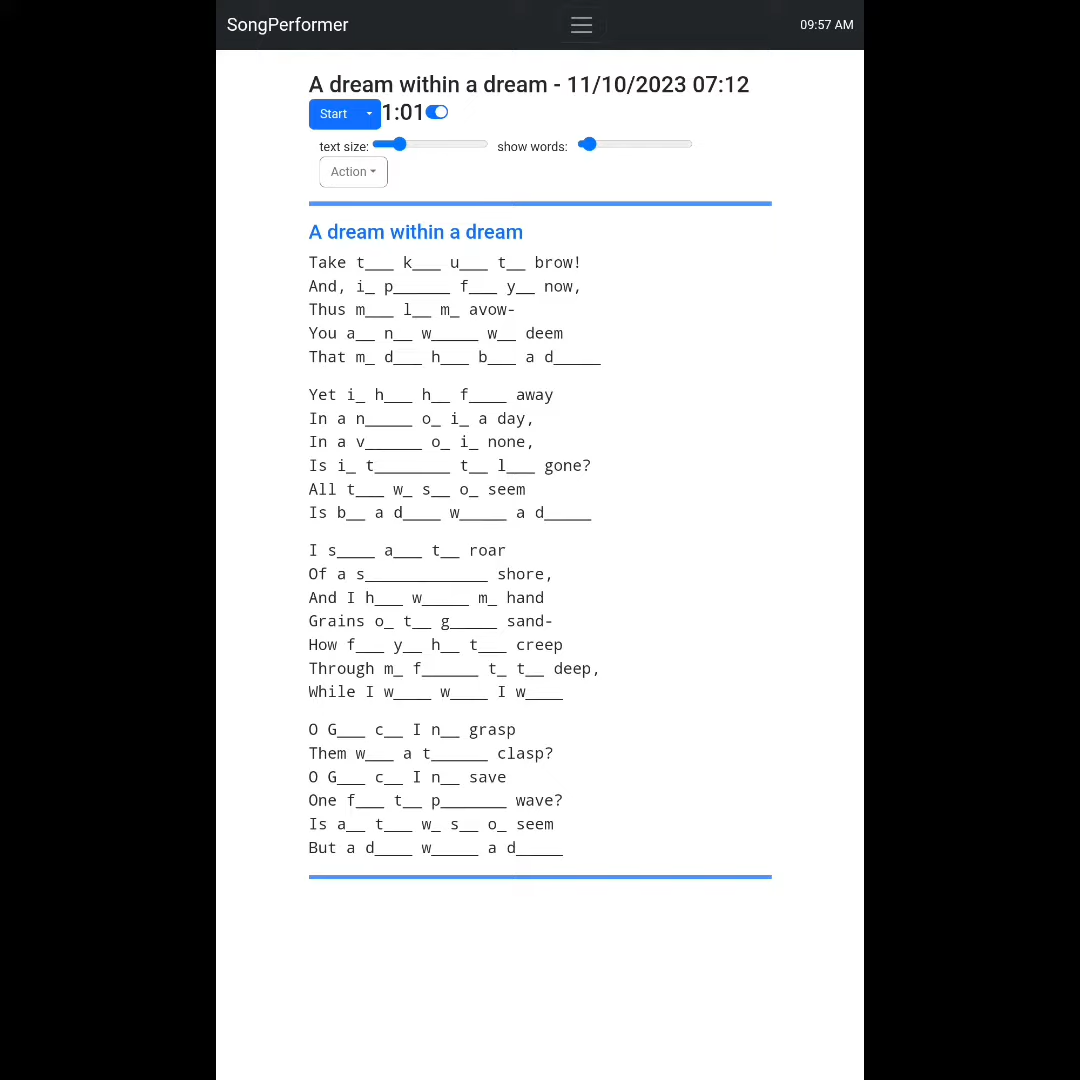 SongPerformer
09:57 AM
A dream within a dream - 11/10/2023 07:12
Start 1:01
text size: show words:
Action
A dream within a dream
Take t___ k___ u___ t__ brow!
And, i_ p______ f___ y__ now,
Thus m___ l__ m_ avow-
You a__ n__ w_____ w__ deem
That m_ d___ h___ b___ a d_____
Yet i_ h___ h__ f____ away
In a n_____ o_ i_ a day,
In a v______ o_ i_ none,
Is i_ t________ t__ l___ gone?
All t___ w_ s__ o_ seem
Is b__ a d____ w_____ a d_____
I s____ a___ t__ roar
Of a s_____________ shore,
And I h___ w_____ m_ hand
Grains o_ t__ g_____ sand-
How f___ y__ h__ t___ creep
Through m_ f______ t_ t__ deep,
While I w____ w____ I w____
O G___ c__ I n__ grasp
Them w___ a t______ clasp?
O G___ c__ I n__ save
One f___ t__ p_______ wave?
Is a__ t___ w_ s__ o_ seem
But a d____ w_____ a d_____